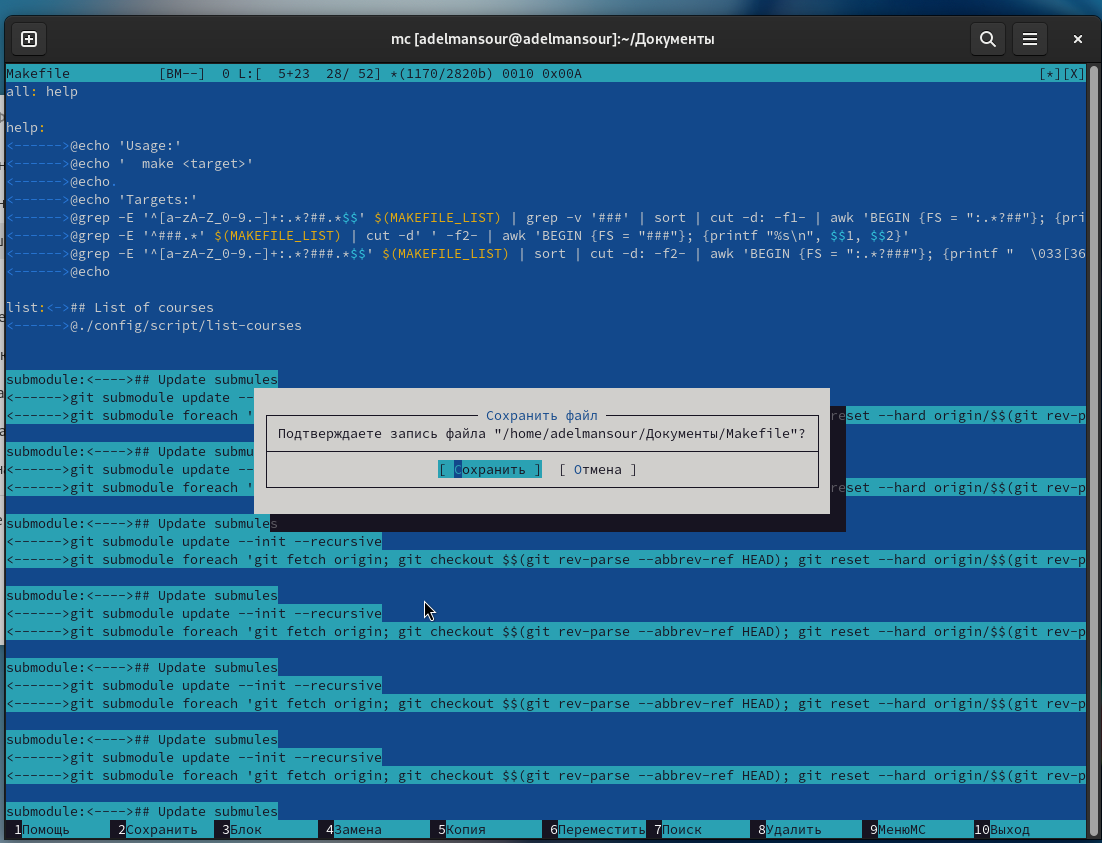 mc [adelmansour@adelmansour]:~/Документы
Makefile [BM--] 0 L:[ 5+23 28/ 52] *(1170/2820b) 0010 0x00A [*][X]
all: help
help:
<------>@echo 'Usage:'
<------>@echo ' make <target>'
<------>@echo.
<------>@echo 'Targets:'
<------>@grep -E '^[a-zA-Z_0-9.-]+:.*?##.*$$' $(MAKEFILE_LIST) | grep -v '###' | sort | cut -d: -f1- | awk 'BEGIN {FS = ":.*?##"}; {pri
<------>@grep -E '^###.*' $(MAKEFILE_LIST) | cut -d' ' -f2- | awk 'BEGIN {FS = "###"}; {printf "%s\n", $$1, $$2}'
<------>@grep -E '^[a-zA-Z_0-9.-]+:.*?###.*$$' $(MAKEFILE_LIST) | sort | cut -d: -f2- | awk 'BEGIN {FS = ":.*?###"}; {printf " \033[36
<------>@echo
list:<->## List of courses
<------>@./config/script/list-courses
submodule:<---->## Update submules
<------>git submodule update --
<------>git submodule foreach ' reset --hard origin/$$(git rev-p
submodule:<---->## Update submu
<------>git submodule update --
<------>git submodule foreach ' reset --hard origin/$$(git rev-p
Сохранить файл
Подтверждаете запись файла "/home/adelmansour/Документы/Makefile"?
[ Сохранить ] [ Отмена ]
submodule:<---->## Update submules
<------>git submodule update --init --recursive
<------>git submodule foreach 'git fetch origin; git checkout $$(git rev-parse --abbrev-ref HEAD); git reset --hard origin/$$(git rev-p
submodule:<---->## Update submules
<------>git submodule update --init --recursive
<------>git submodule foreach 'git fetch origin; git checkout $$(git rev-parse --abbrev-ref HEAD); git reset --hard origin/$$(git rev-p
submodule:<---->## Update submules
<------>git submodule update --init --recursive
<------>git submodule foreach 'git fetch origin; git checkout $$(git rev-parse --abbrev-ref HEAD); git reset --hard origin/$$(git rev-p
submodule:<---->## Update submules
<------>git submodule update --init --recursive
<------>git submodule foreach 'git fetch origin; git checkout $$(git rev-parse --abbrev-ref HEAD); git reset --hard origin/$$(git rev-p
submodule:<---->## Update submules
1Помощь 2Сохранить 3Блок 4Замена 5Копия 6Переместить 7Поиск 8Удалить 9МенюMC 10Выход